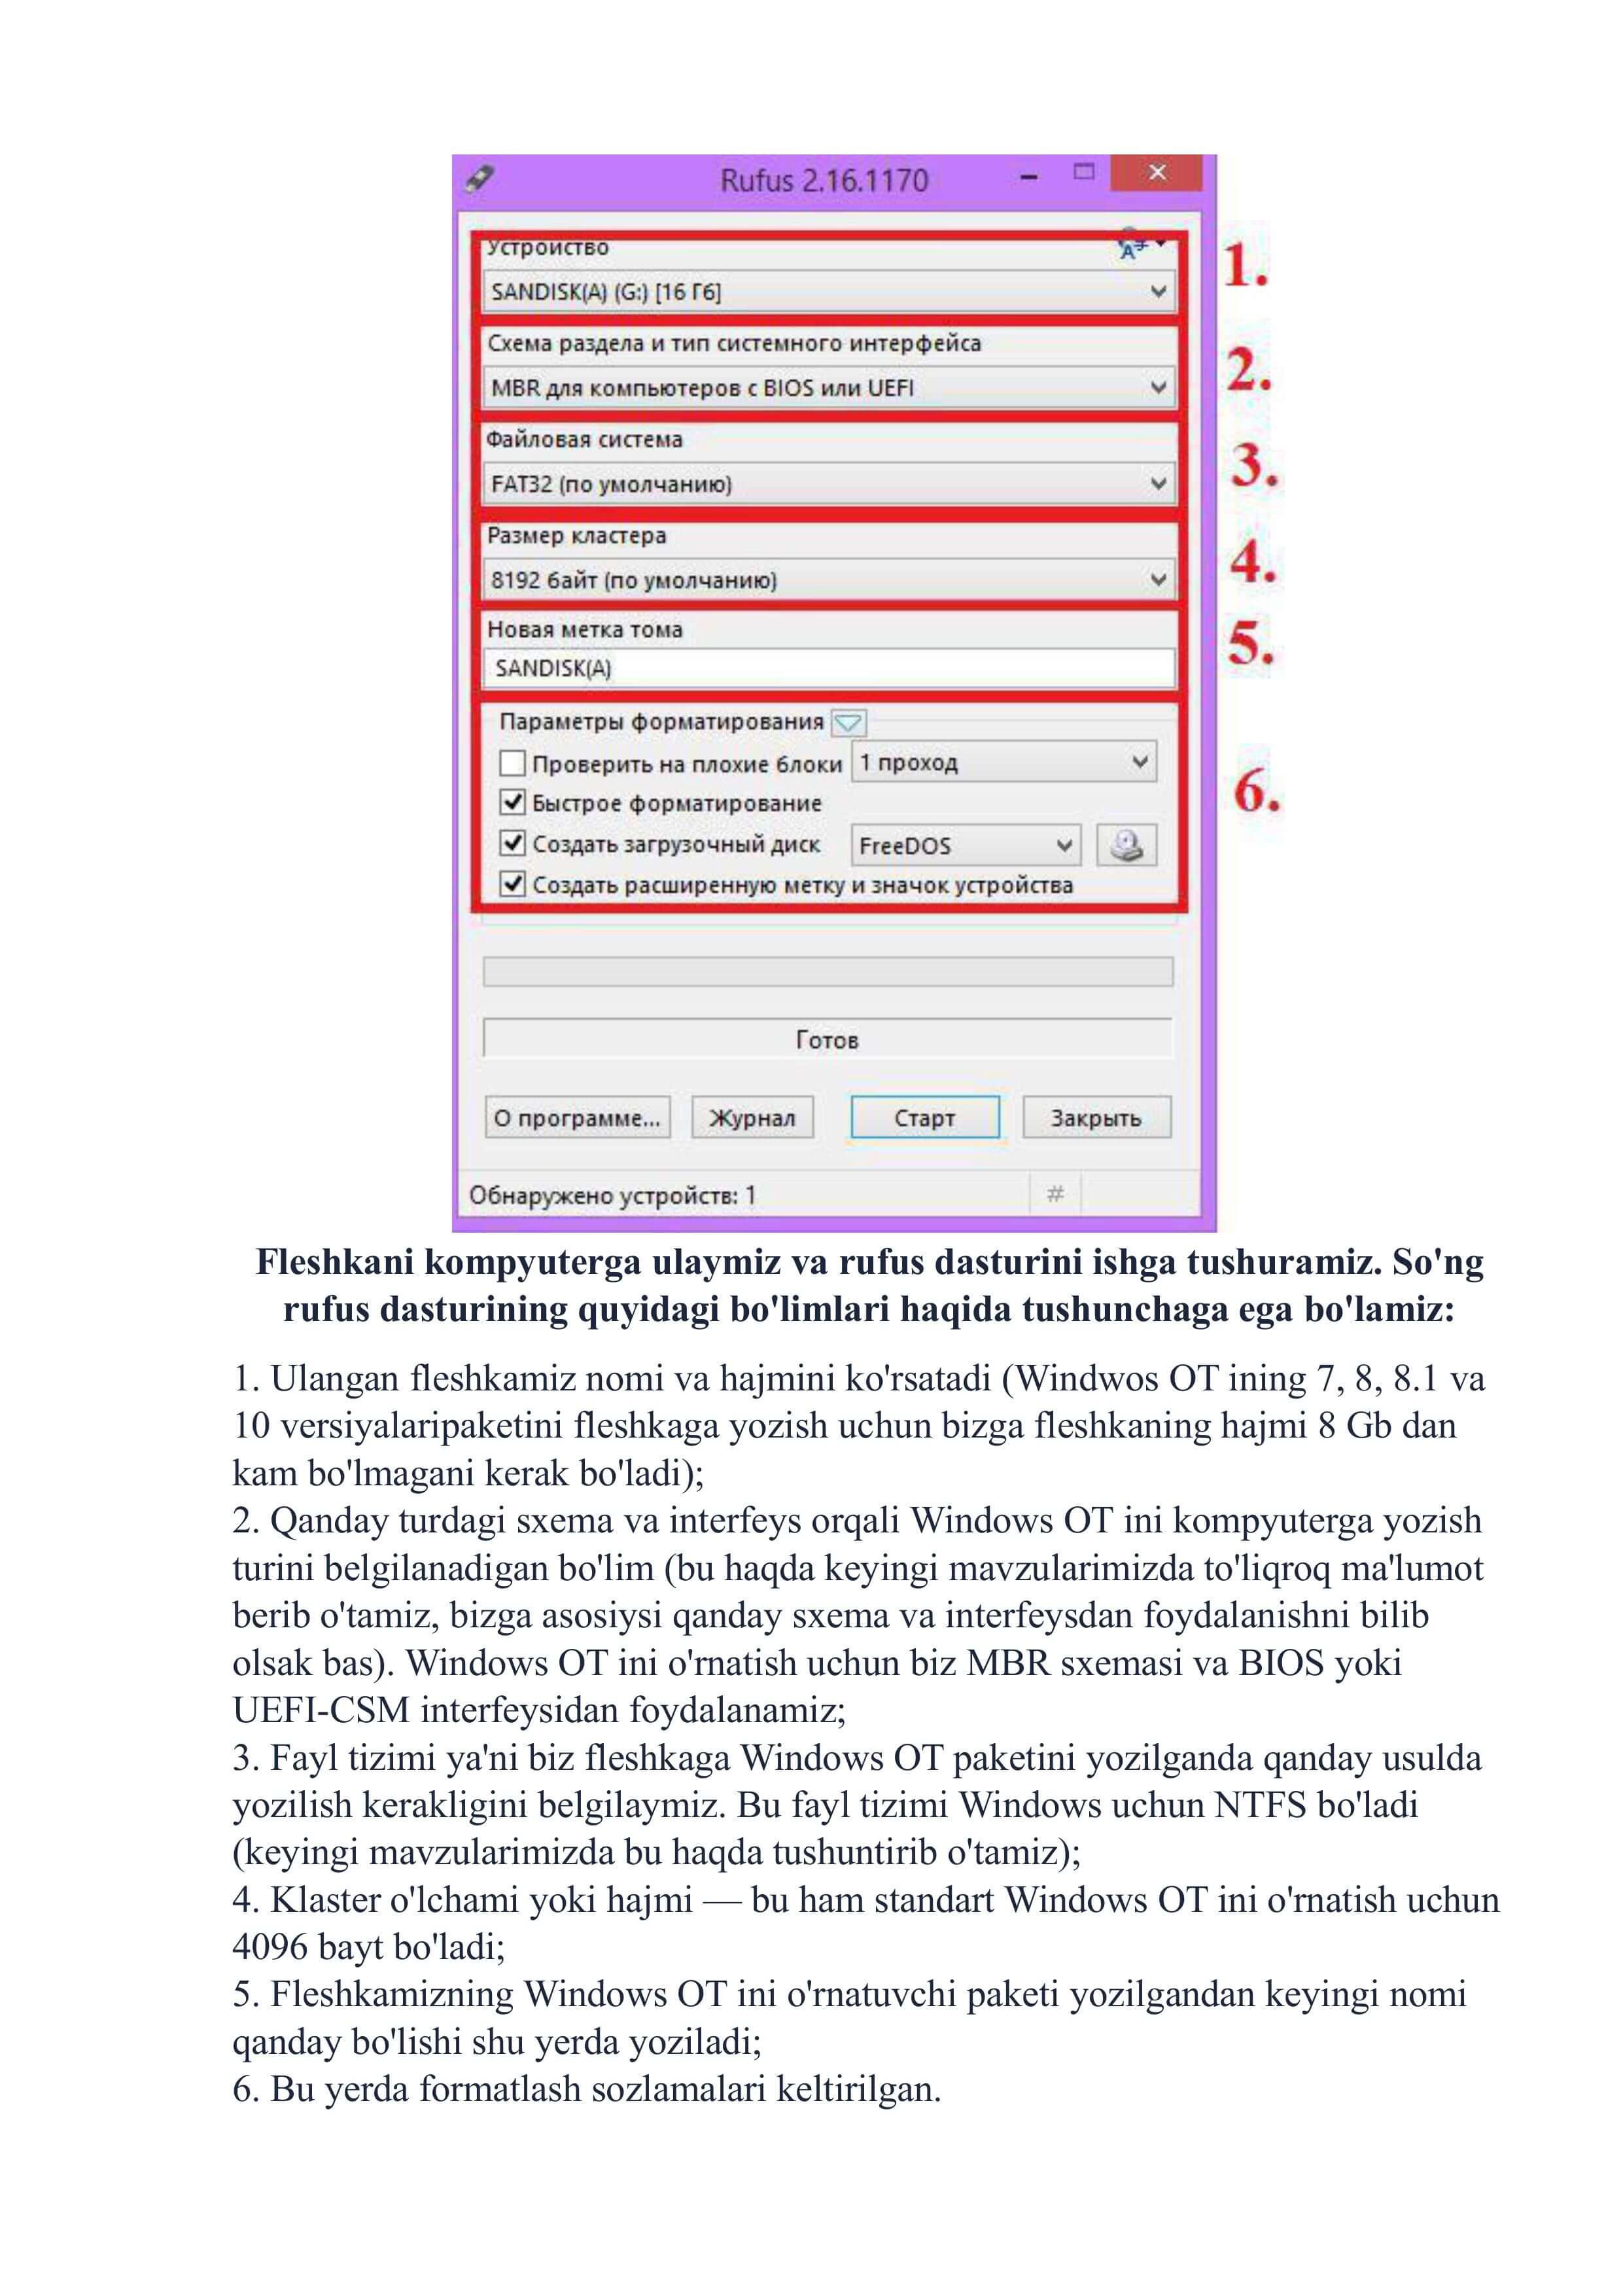 Rufus 2.16.1170
Устройство
1.
SANDISK(A) (G:) [16 Гб]
Схема раздела и тип системного интерфейса
2.
MBR для компьютеров с BIOS или UEFI
Файловая система
3.
FAT32 (по умолчанию)
Размер кластера
4.
8192 байт (по умолчанию)
Новая метка тома
5.
SANDISK(A)
Параметры форматирования
Проверить на плохие блоки 1 проход
6.
Быстрое форматирование
Создать загрузочный диск FreeDOS
Создать расширенную метку и значок устройства
Готов
О программе... Журнал Старт Закрыть
Обнаружено устройств: 1 #
Fleshkani kompyuterga ulaymiz va rufus dasturini ishga tushuramiz. So'ng
rufus dasturining quyidagi bo'limlari haqida tushunchaga ega bo'lamiz:
1. Ulangan fleshkamiz nomi va hajmini ko'rsatadi (Windwos OT ining 7, 8, 8.1 va
10 versiyalaripaketini fleshkaga yozish uchun bizga fleshkaning hajmi 8 Gb dan
kam bo'lmagani kerak bo'ladi);
2. Qanday turdagi sxema va interfeys orqali Windows OT ini kompyuterga yozish
turini belgilanadigan bo'lim (bu haqda keyingi mavzularimizda to'liqroq ma'lumot
berib o'tamiz, bizga asosiysi qanday sxema va interfeysdan foydalanishni bilib
olsak bas). Windows OT ini o'rnatish uchun biz MBR sxemasi va BIOS yoki
UEFI-CSM interfeysidan foydalanamiz;
3. Fayl tizimi ya'ni biz fleshkaga Windows OT paketini yozilganda qanday usulda
yozilish kerakligini belgilaymiz. Bu fayl tizimi Windows uchun NTFS bo'ladi
(keyingi mavzularimizda bu haqda tushuntirib o'tamiz);
4. Klaster o'lchami yoki hajmi — bu ham standart Windows OT ini o'rnatish uchun
4096 bayt bo'ladi;
5. Fleshkamizning Windows OT ini o'rnatuvchi paketi yozilgandan keyingi nomi
qanday bo'lishi shu yerda yoziladi;
6. Bu yerda formatlash sozlamalari keltirilgan.